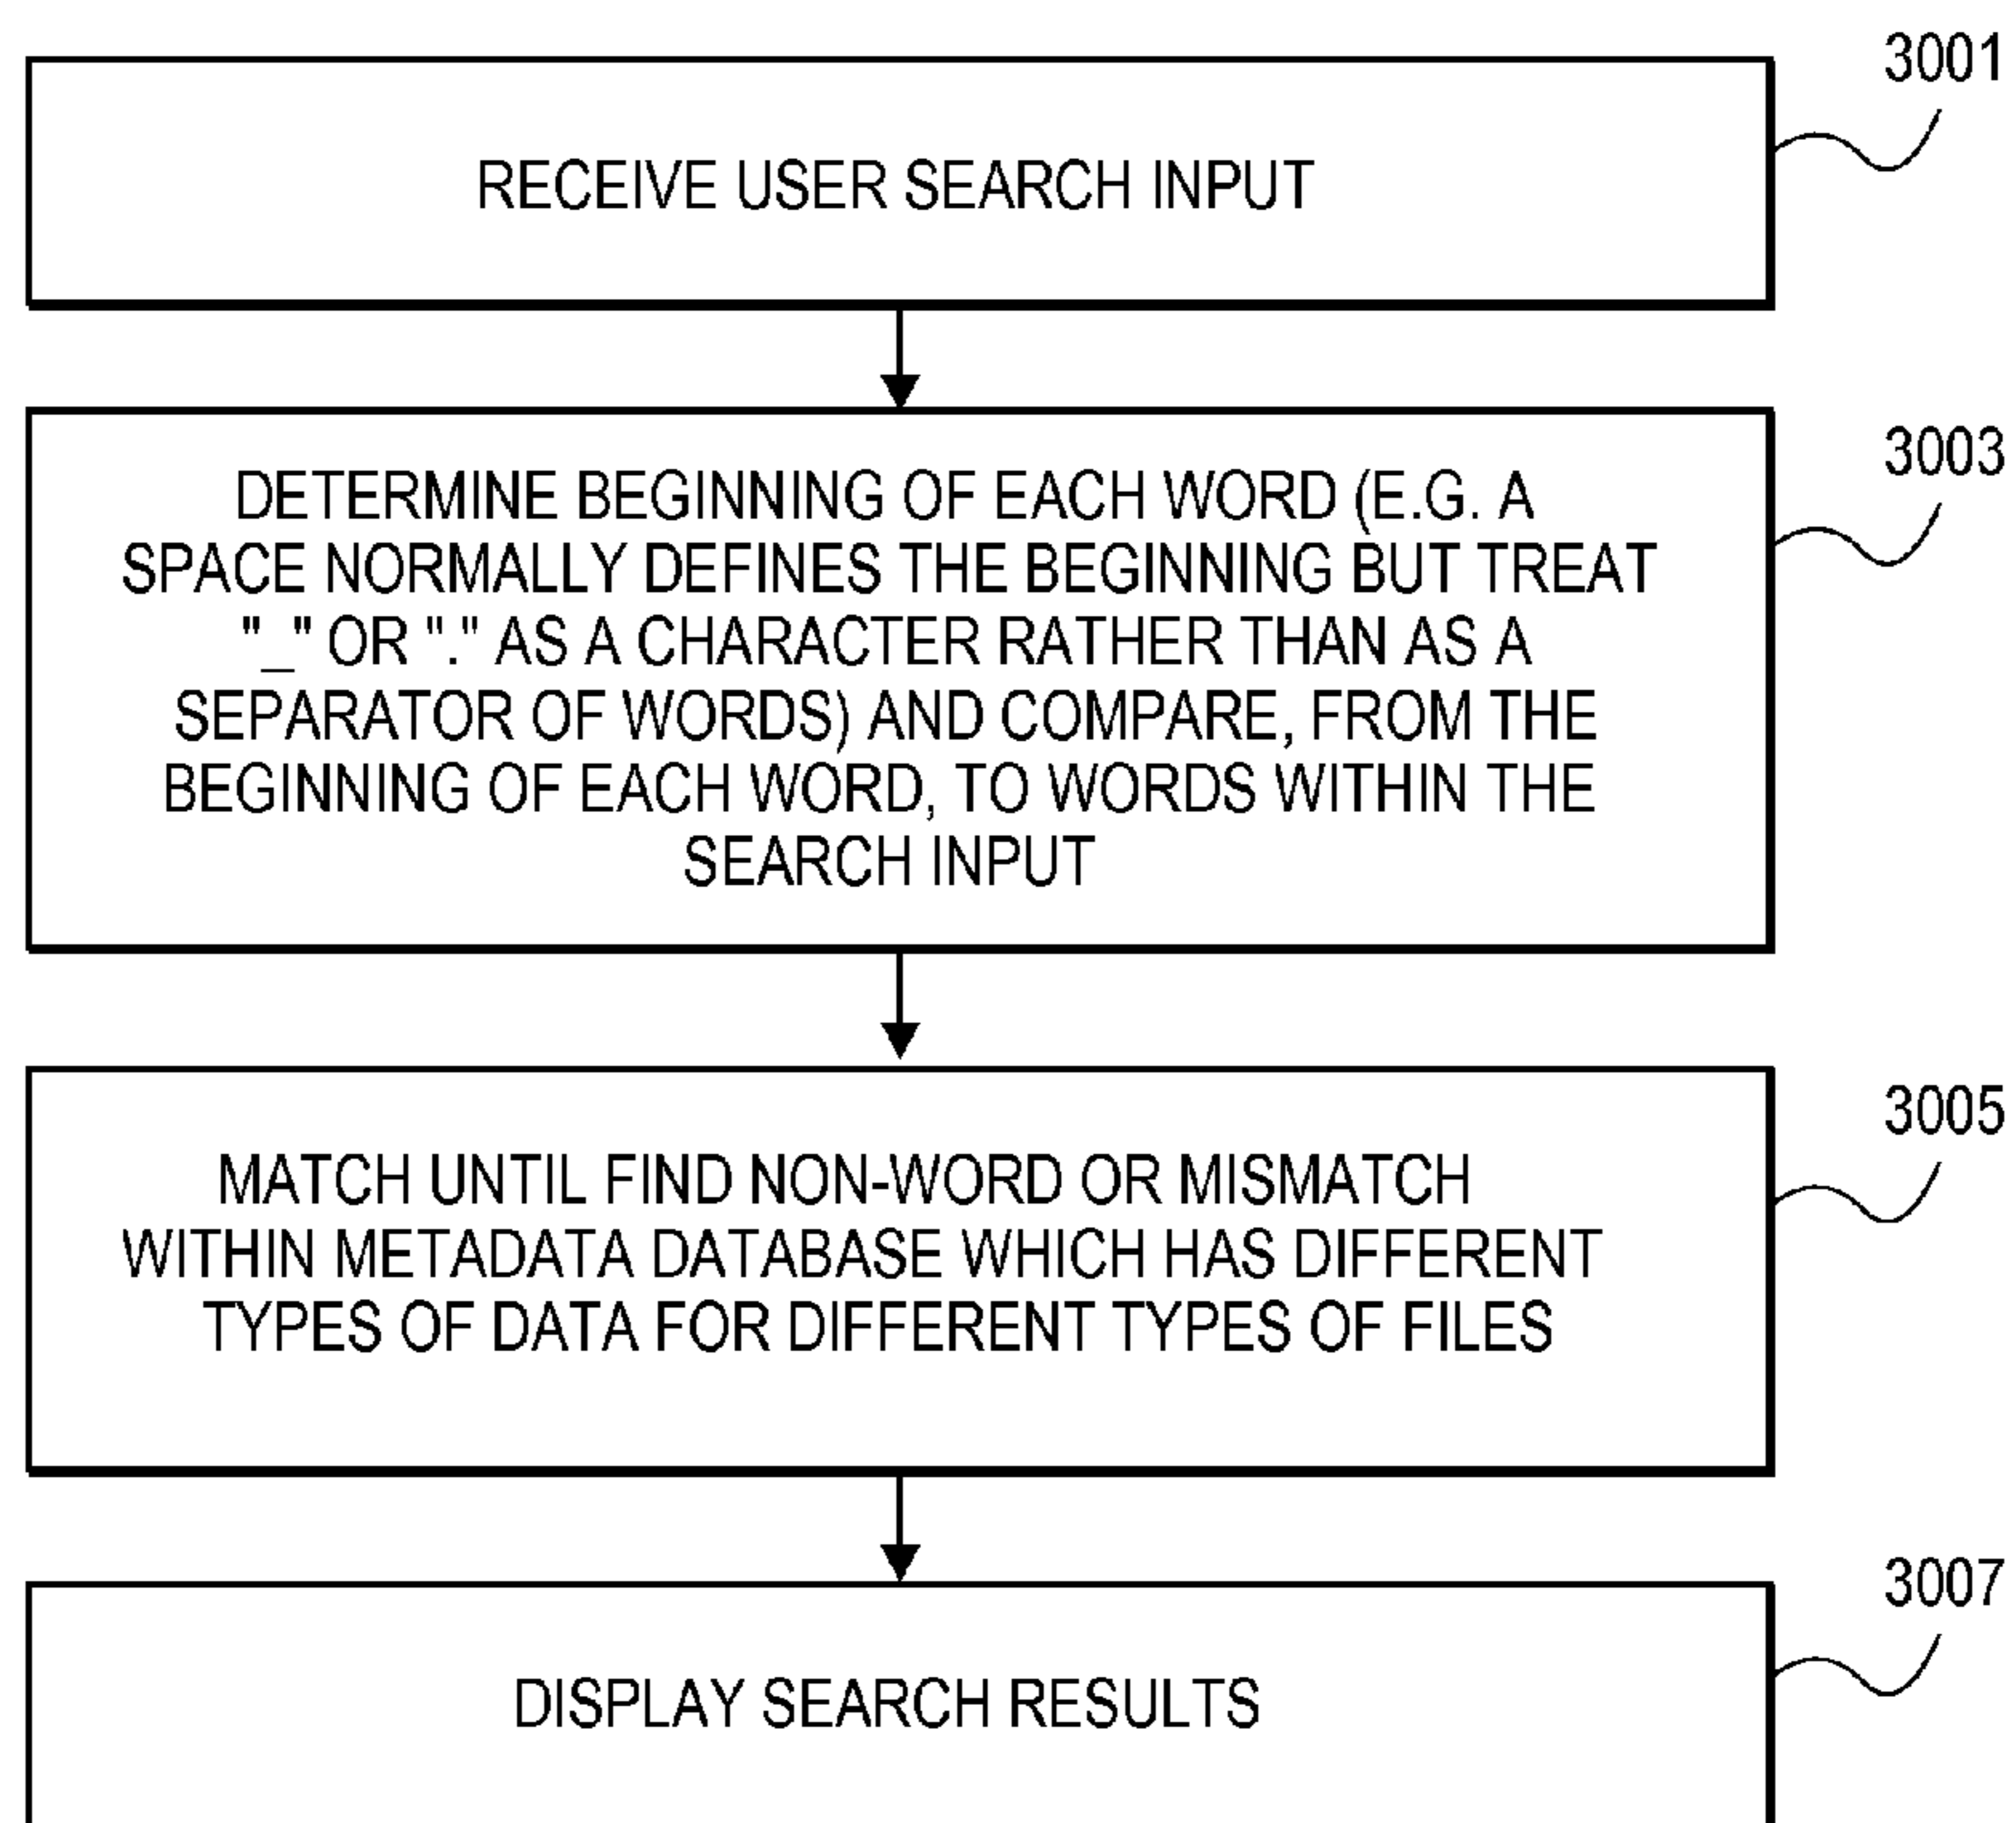 3001
RECEIVE USER SEARCH INPUT
3003
DETERMINE BEGINNING OF EACH WORD (E.G. A
SPACE NORMALLY DEFINES THE BEGINNING BUT TREAT
"_" OR "." AS A CHARACTER RATHER THAN AS A
SEPARATOR OF WORDS) AND COMPARE, FROM THE
BEGINNING OF EACH WORD, TO WORDS WITHIN THE
SEARCH INPUT
3005
MATCH UNTIL FIND NON-WORD OR MISMATCH
WITHIN METADATA DATABASE WHICH HAS DIFFERENT
TYPES OF DATA FOR DIFFERENT TYPES OF FILES
3007
DISPLAY SEARCH RESULTS